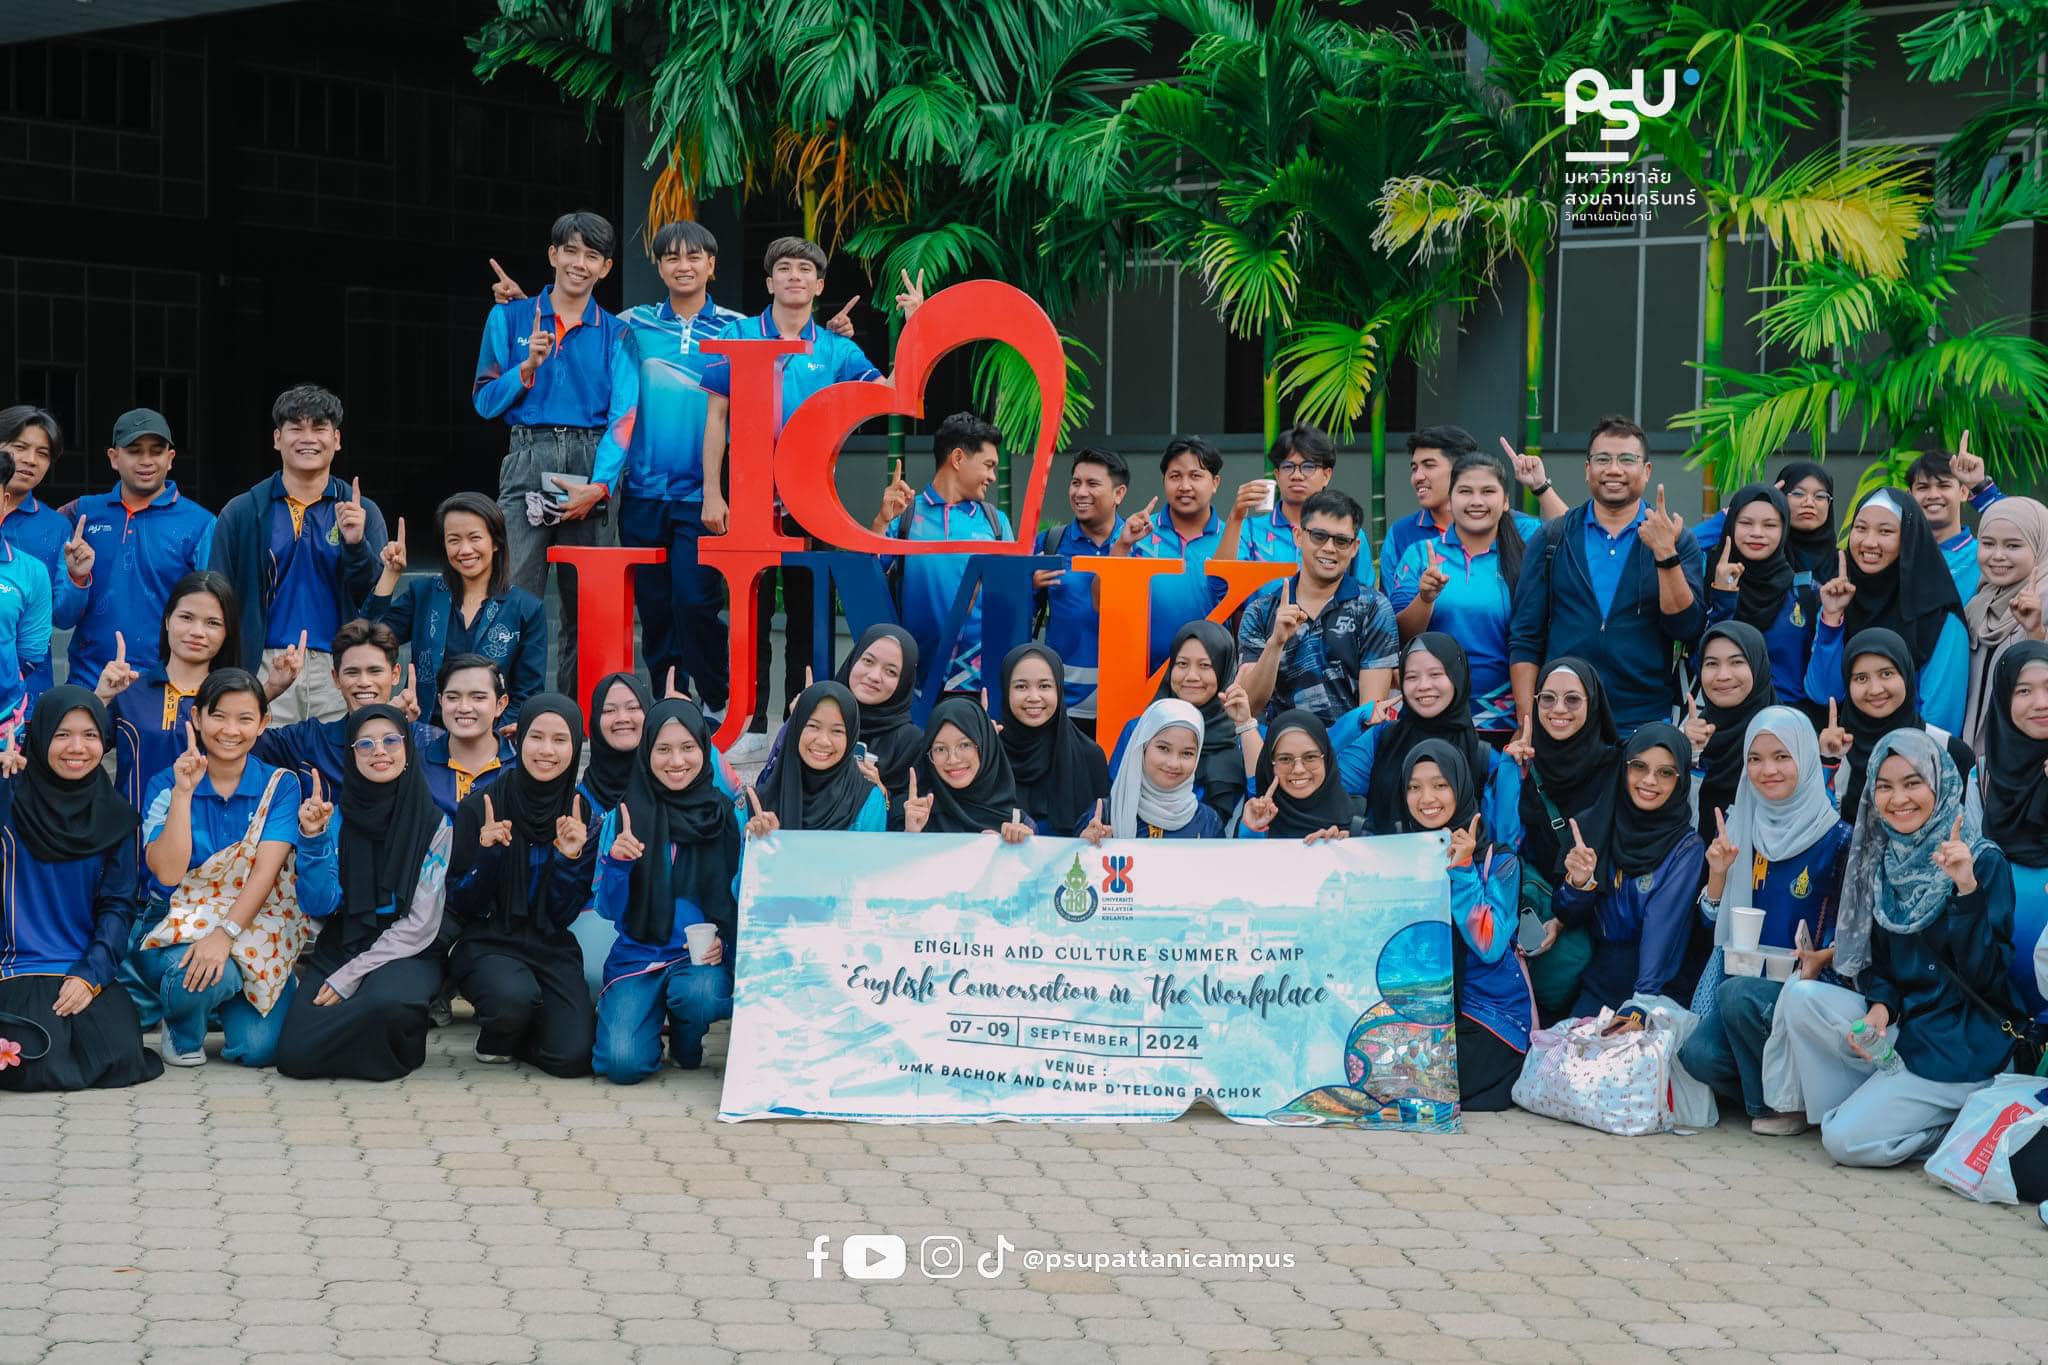 PSU
มหาวิทยาลัย
สงขลานครินทร์
วิทยาเขตปัตตานี
I
UMK
PSU
56
UNIVERSITI
MALAYSIA
KELANTAN
ENGLISH AND CULTURE SUMMER CAMP
"English Conversation in The Workplace"
07 - 09 SEPTEMBER 2024
VENUE :
UMK BACHOK AND CAMP D'TELONG BACHOK
@psupattanicampus